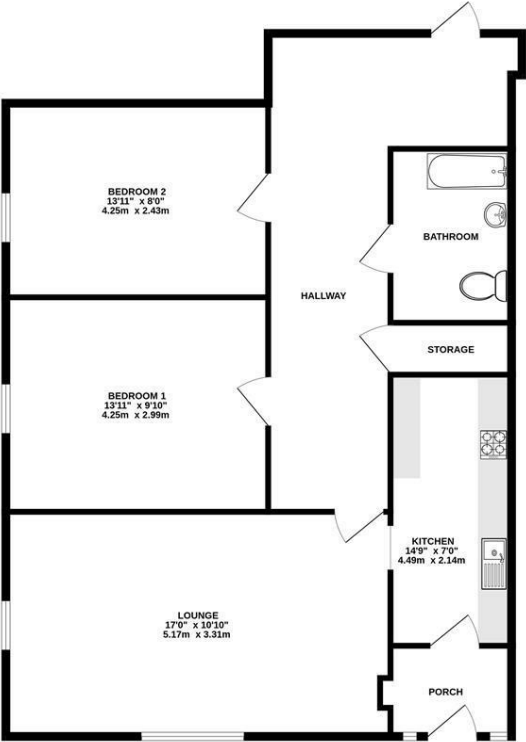 BEDROOM 2
13'11" x 8'0"
4.25m x 2.43m
BATHROOM
HALLWAY
STORAGE
BEDROOM 1
13'11" x 9'10"
4.25m x 2.99m
KITCHEN
14'9" x 7'0"
4.49m x 2.14m
LOUNGE
17'0" x 10'10"
5.17m x 3.31m
PORCH